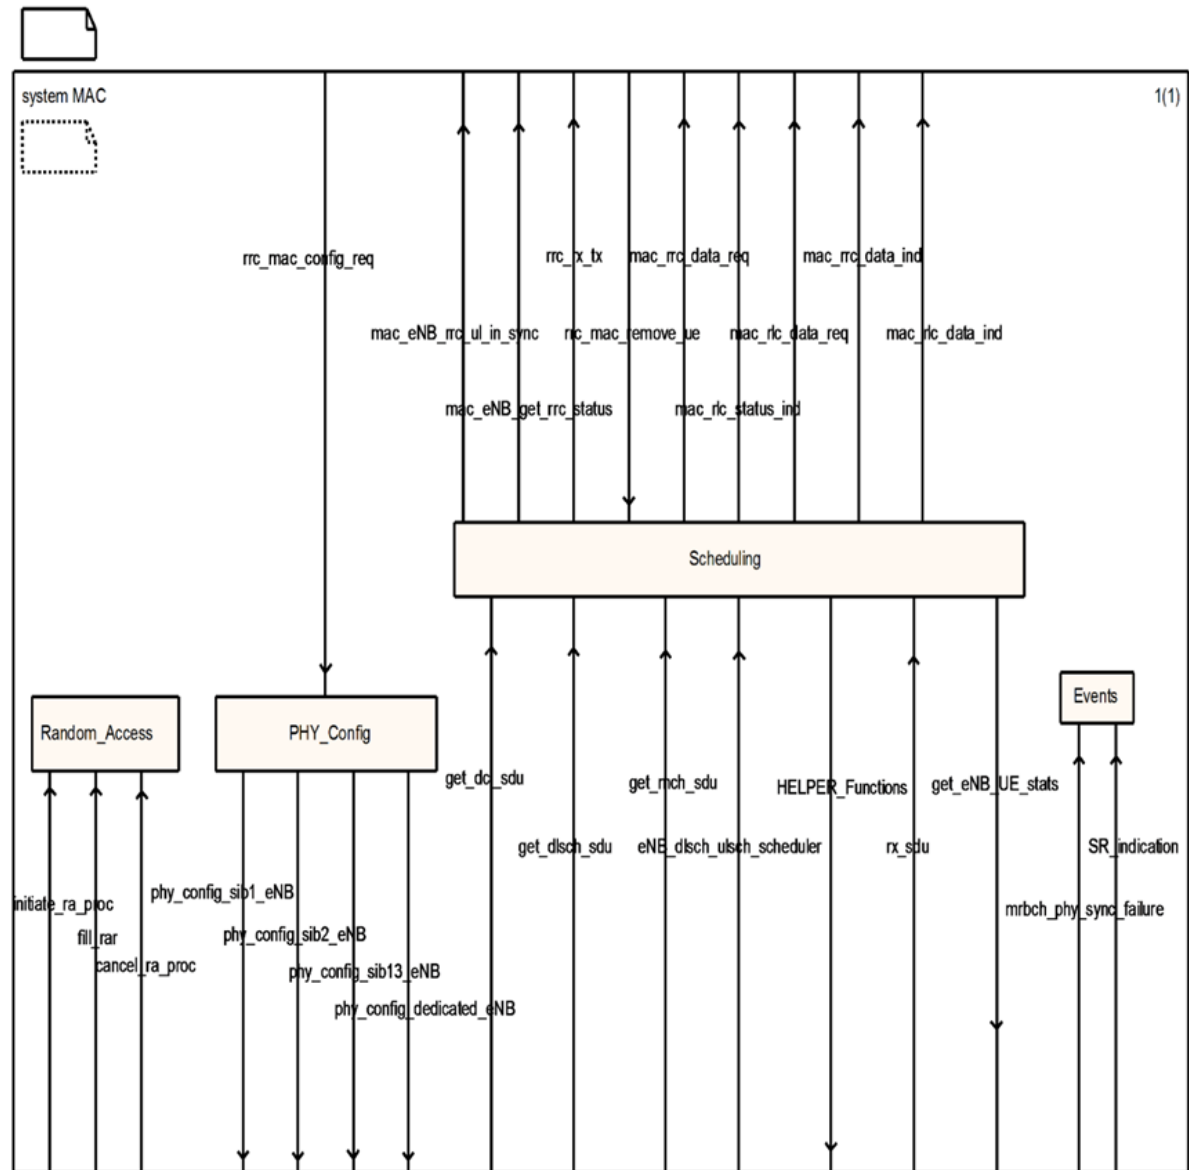 system MAC
1(1)
rrc_mac_config_req
rrc_rx_tx
mac_rrc_data_req
mac_rrc_data_ind
mac_eNB_rrc_ul_in_sync
rrc_mac_remove_ue
mac_rlc_data_req
mac_rlc_data_ind
mac_eNB_get_rrc_status
mac_rlc_status_ind
Scheduling
Events
Random_Access
PHY_Config
get_dci_sdu
get_mch_sdu
HELPER_Functions
get_eNB_UE_stats
get_dlsch_sdu
eNB_dlsch_ulsch_scheduler
rx_sdu
SR_indication
phy_config_sib1_eNB
initiate_ra_proc
mrbch_phy_sync_failure
fill_rar
phy_config_sib2_eNB
cancel_ra_proc
phy_config_sib13_eNB
phy_config_dedicated_eNB